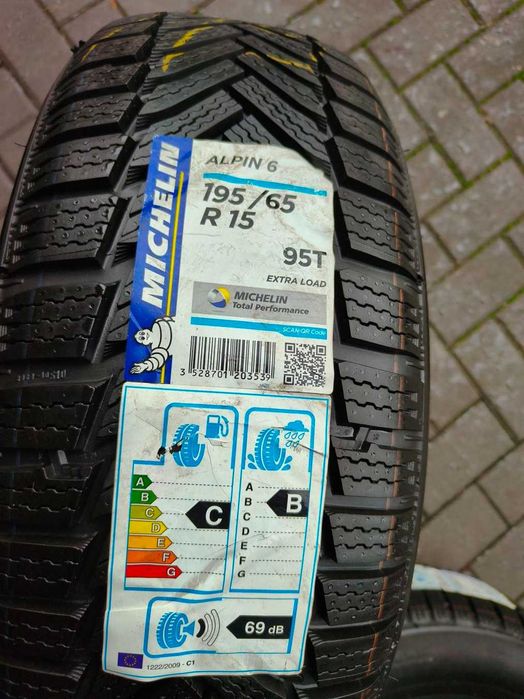 MICHELIN
ALPIN 6
195/65
R 15
95T
EXTRA LOAD
MICHELIN
Total Performance
SCAN QR Code
3 528701 203539
A
B
C
D
E
F
G
C
A
B
C
D
E
F
G
B
69 dB
1222/2009 - C1